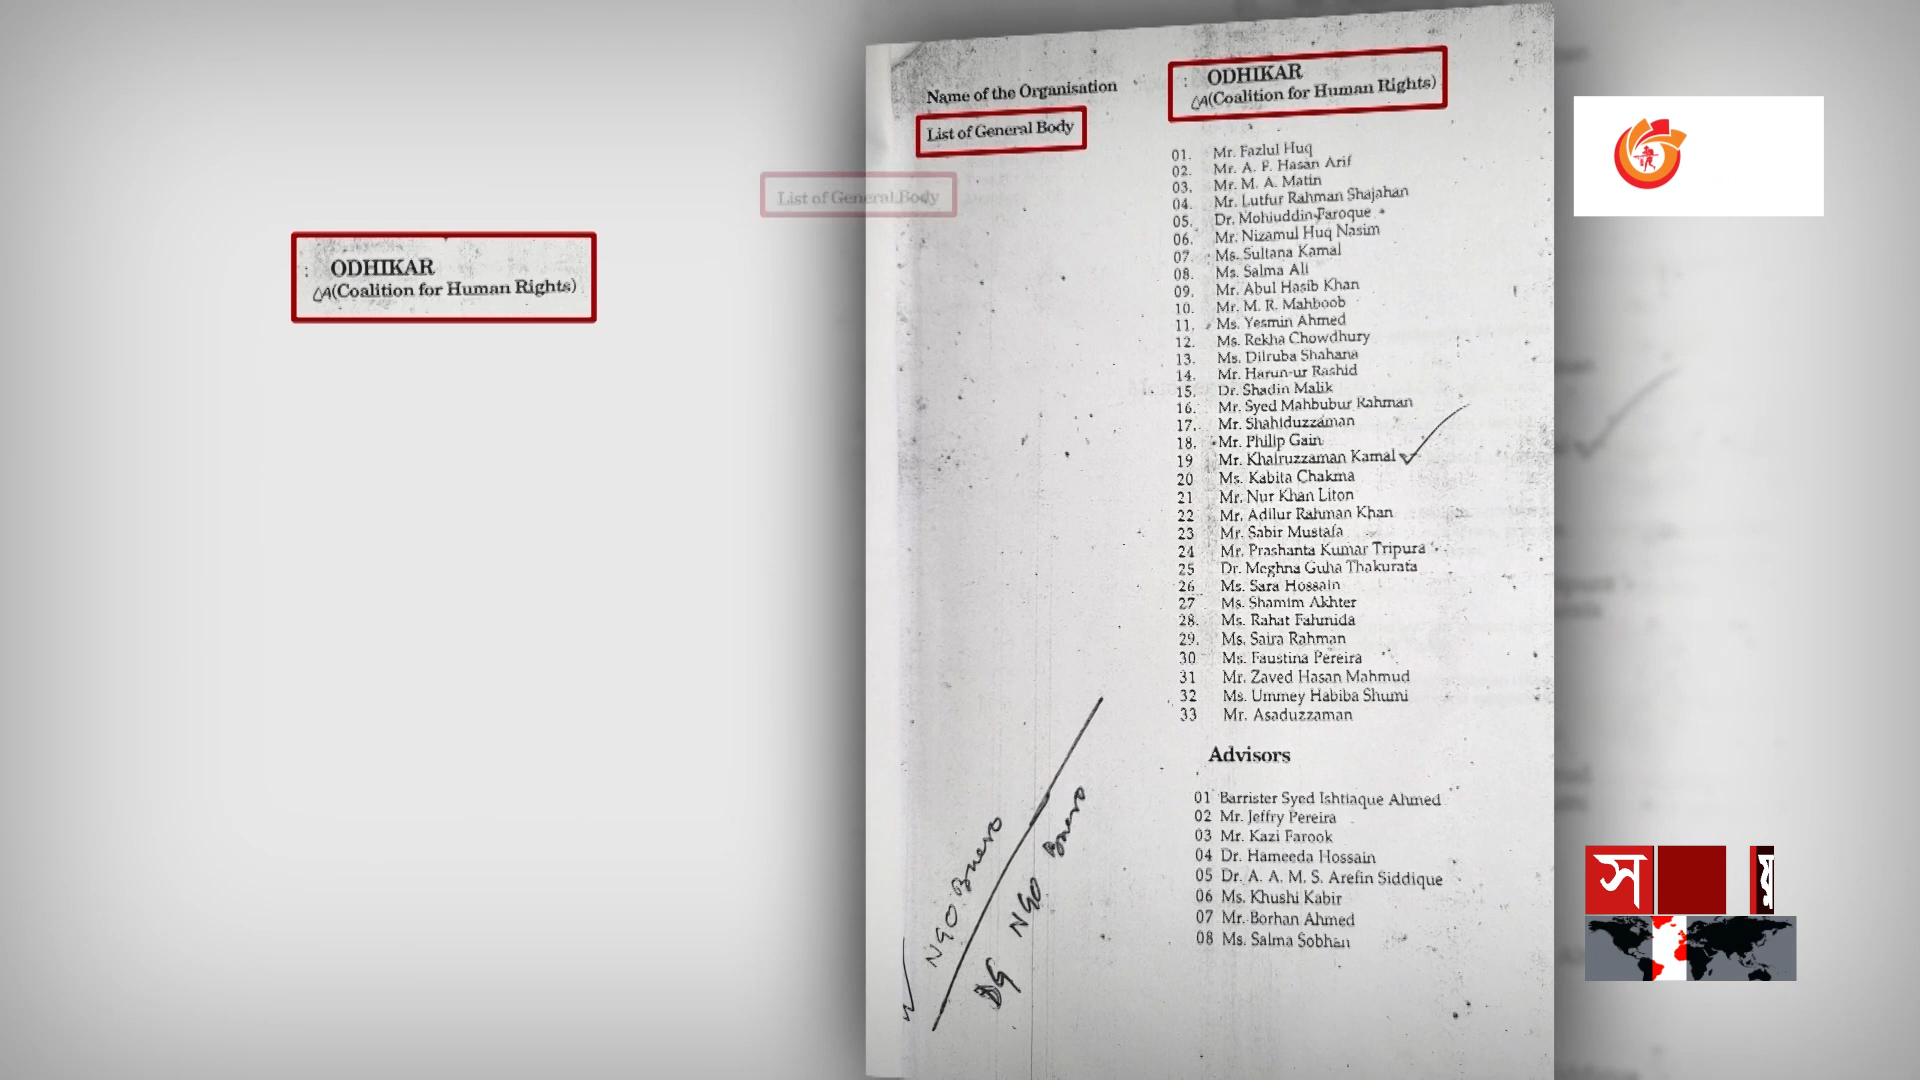 ODHIKAR
(A(Coalition for Human Rights)
List of General Body
Name of the Organisation
ODHIKAR
(A(Coalition for Human Rights)
List of General Body
01. Mr. Fazlul Huq
02. Mr. A. F. Hasan Arif
03. Mr. M. A. Matin
04. Mr. Lutfur Rahman Shajahan
05. Dr. Mohiuddin Faroque
06. Mr. Nizamul Huq Nasim
07. Ms. Sultana Kamal
08. Ms. Salma Ali
09. Mr. Abul Hasib Khan
10. Mr. M. R. Mahboob
11. Ms. Yesmin Ahmed
12. Ms. Rekha Chowdhury
13. Ms. Dilruba Shahana
14. Mr. Harun-ur Rashid
15. Dr. Shadin Malik
16. Mr. Syed Mahbubur Rahman
17. Mr. Shahiduzzaman
18. Mr. Philip Gain
19 Mr. Khairuzzaman Kamal
20 Ms. Kabita Chakma
21 Mr. Nur Khan Liton
22 Mr. Adilur Rahman Khan
23 Mr. Sabir Mustafa
24 Mr. Prashanta Kumar Tripura
25 Dr. Meghna Guha Thakurata
26 Ms. Sara Hossain
27 Ms. Shamim Akhter
28. Ms. Rahat Fahmida
29. Ms. Saira Rahman
30 Ms. Faustina Pereira
31 Mr. Zaved Hasan Mahmud
32 Ms. Ummey Habiba Shumi
33 Mr. Asaduzzaman
Advisors
01 Barrister Syed Ishtiaque Ahmed
02 Mr. Jeffry Pereira
03 Mr. Kazi Farook
04 Dr. Hameeda Hossain
05 Dr. A. A. M. S. Arefin Siddique
06 Ms. Khushi Kabir
07 Mr. Borhan Ahmed
08 Ms. Salma Sobhan
NGO Buero
DG NGO Buero
স